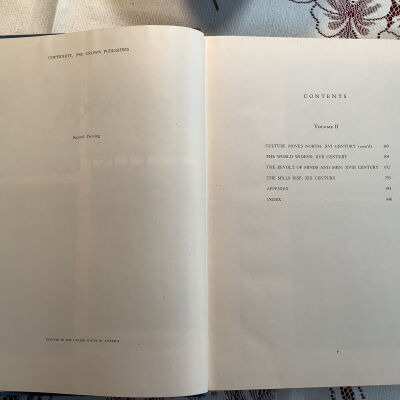 COPYRIGHT, CROWN PUBLISHERS
Second Printing
PRINTED IN THE UNITED STATES OF AMERICA
CONTENTS
VOLUME II
CULTURE MOVES NORTH: XVI CENTURY (cont'd)
THE WORLD WIDENS: XVII CENTURY
THE REVOLT OF MINDS AND MEN: XVIII CENTURY
THE MILLS RISE: XIX CENTURY
APPENDIX
INDEX